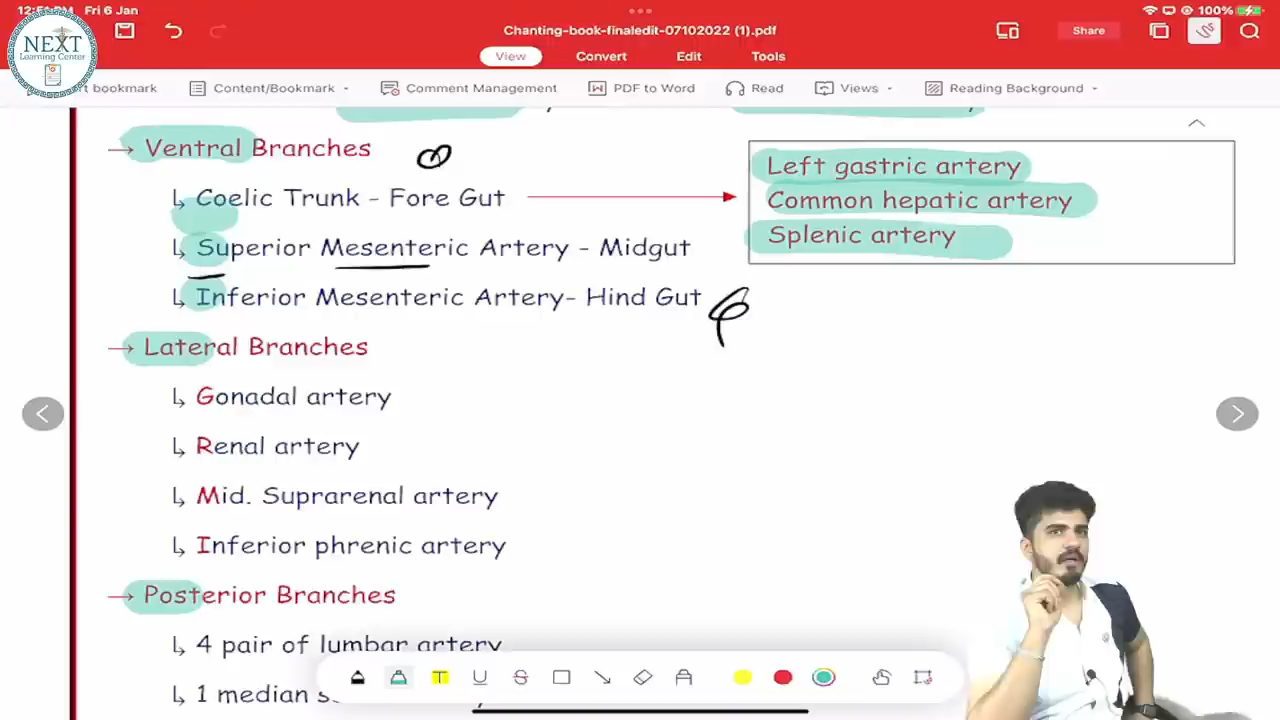 12:51 PM Fri 6 Jan
100%
Chanting-book-finaledit-07102022 (1).pdf
Share
NEXT
Learning Center
View
Convert
Edit
Tools
bookmark
Content/Bookmark
Comment Management
PDF to Word
Read
Views
Reading Background
→ Ventral Branches
↳ Coelic Trunk - Fore Gut
↳ Superior Mesenteric Artery - Midgut
↳ Inferior Mesenteric Artery- Hind Gut
Left gastric artery
Common hepatic artery
Splenic artery
→ Lateral Branches
↳ Gonadal artery
↳ Renal artery
↳ Mid. Suprarenal artery
↳ Inferior phrenic artery
→ Posterior Branches
↳ 4 pair of lumbar artery
↳ 1 median